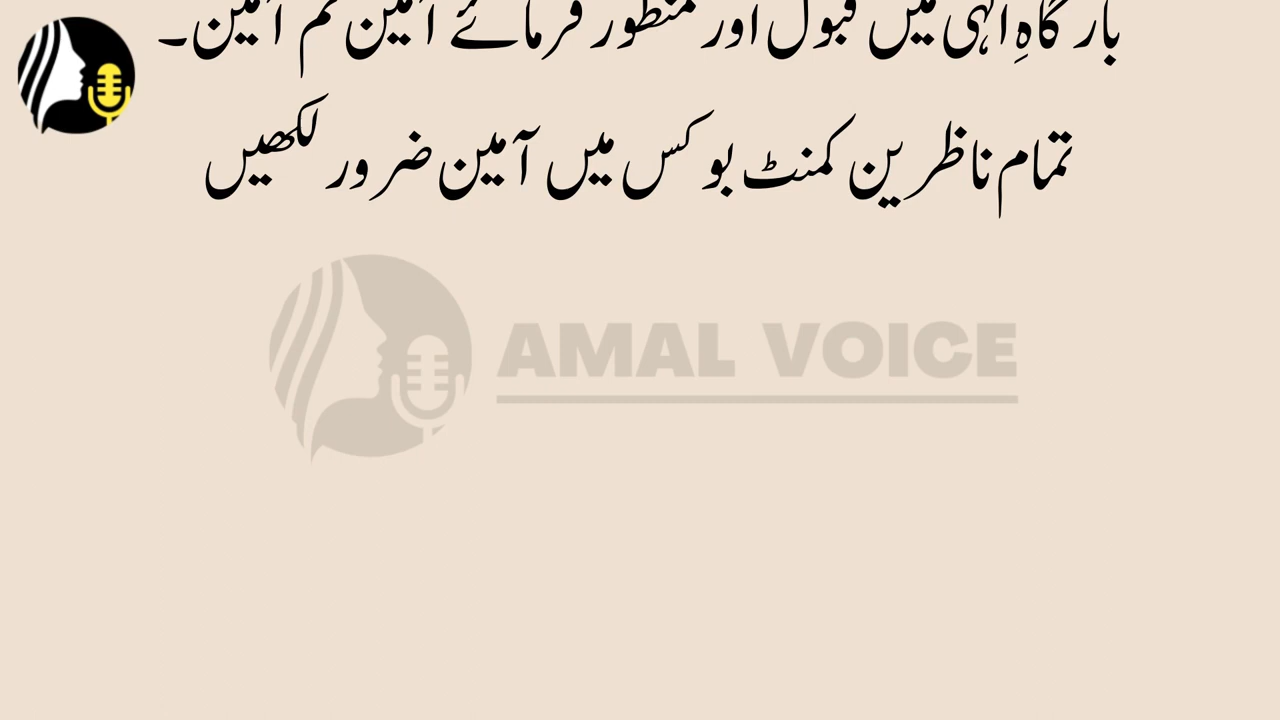 بارگاہِ الٰہی میں قبول اور منظور فرمائے آمین ثم آمین۔
تمام ناظرین کمنٹ بوکس میں آمین ضرور لکھیں
AMAL VOICE